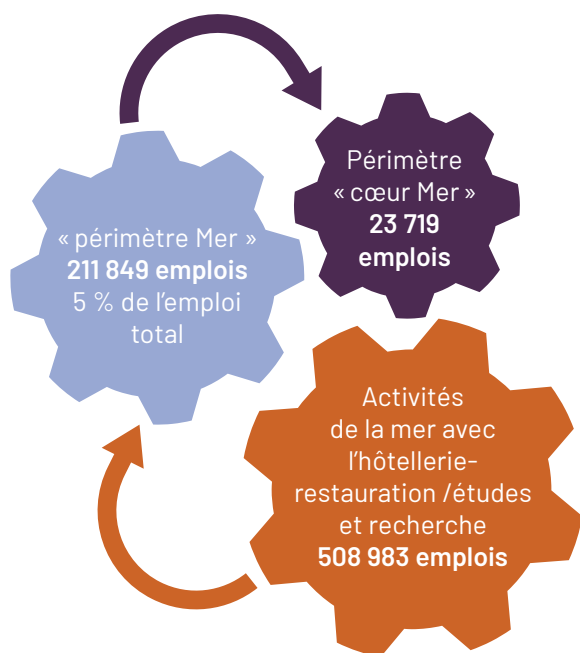 « périmètre Mer »
211 849 emplois
5 % de l'emploi
total
Périmètre
« cœur Mer »
23 719
emplois
Activités
de la mer avec
l'hôtellerie-
restauration /études
et recherche
508 983 emplois